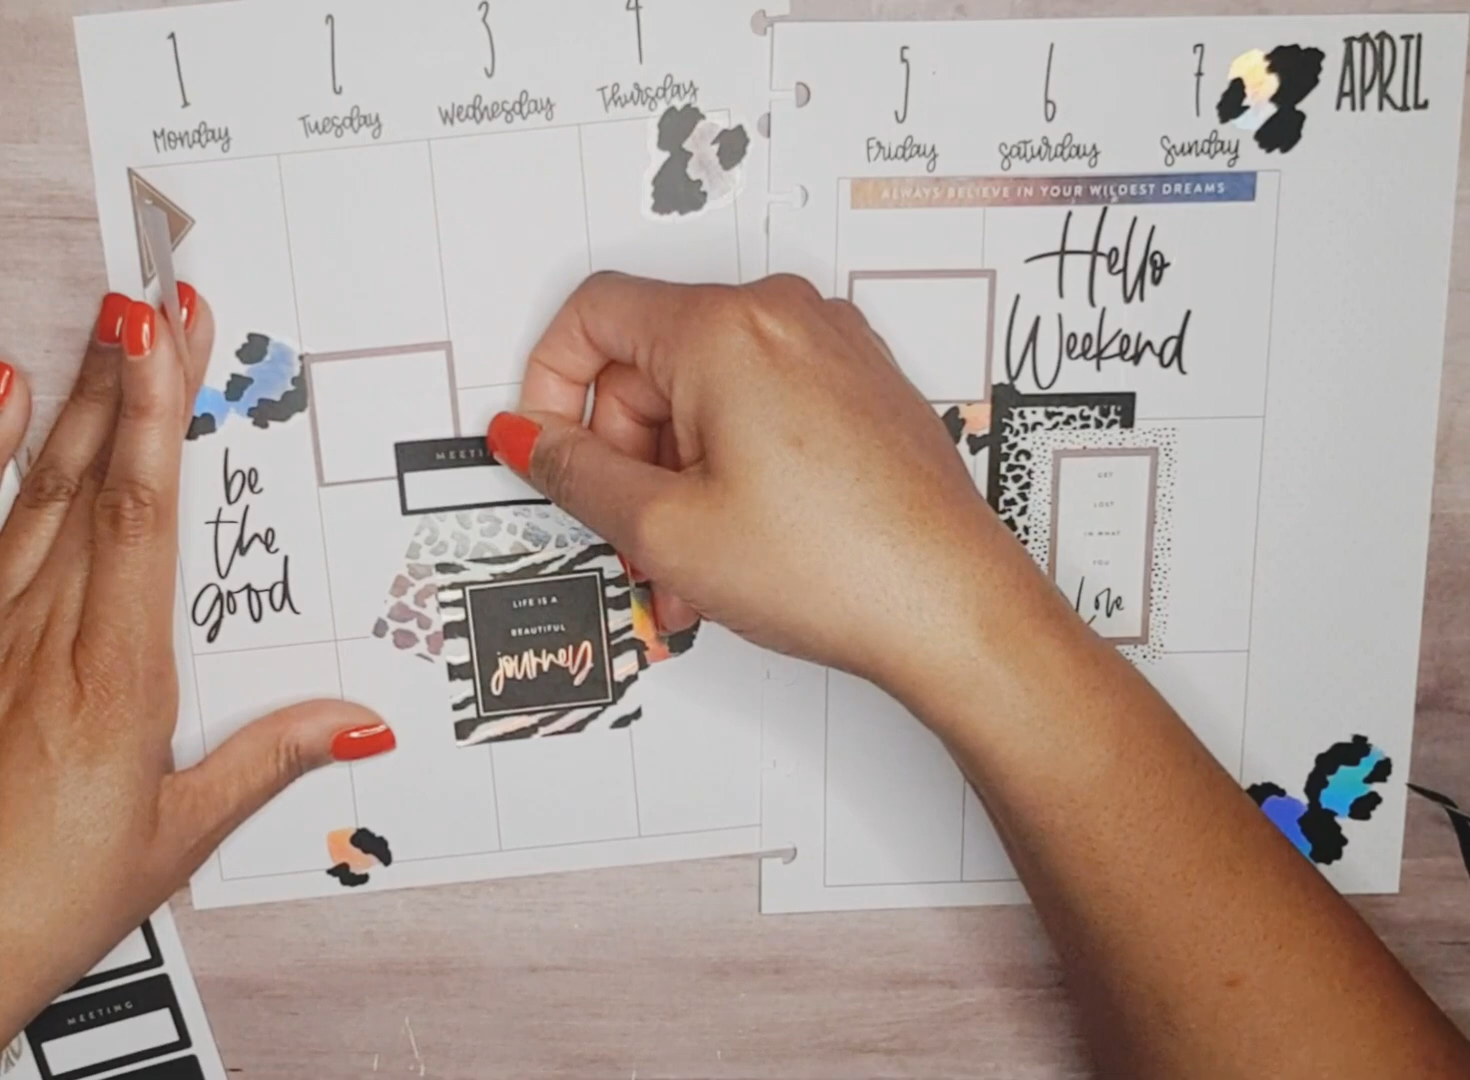 1
2
3
4
Monday
Tuesday
Wednesday
Thursday
5
6
7
APRIL
Friday
Saturday
Sunday
ALWAYS BELIEVE IN YOUR WILDEST DREAMS
Hello
Weekend
be
the
good
LIFE IS A
BEAUTIFUL
journey
GET
LOST
IN WHAT
YOU
Love
MEETING